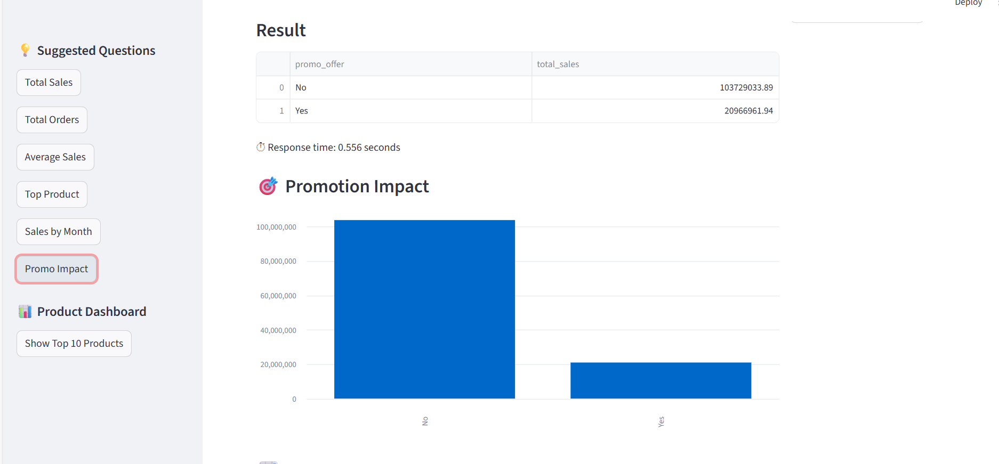 Deploy
Suggested Questions
Total Sales
Total Orders
Average Sales
Top Product
Sales by Month
Promo Impact
Product Dashboard
Show Top 10 Products
Result
promo_offer total_sales
0 No 103729033.89
1 Yes 20966961.94
Response time: 0.556 seconds
Promotion Impact
100,000,000
80,000,000
60,000,000
40,000,000
20,000,000
0
No Yes